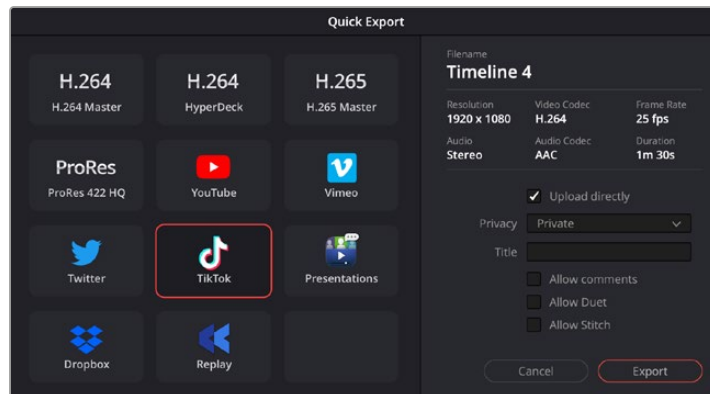 Quick Export
H.264
H.264 Master
H.264
HyperDeck
H.265
H.265 Master
ProRes
ProRes 422 HQ
YouTube
Vimeo
Twitter
TikTok
Presentations
Dropbox
Replay
Filename
Timeline 4
Resolution Video Codec Frame Rate
1920 x 1080 H.264 25 fps
Audio Audio Codec Duration
Stereo AAC 1m 30s
Upload directly
Privacy Private
Title
Allow comments
Allow Duet
Allow Stitch
Cancel Export